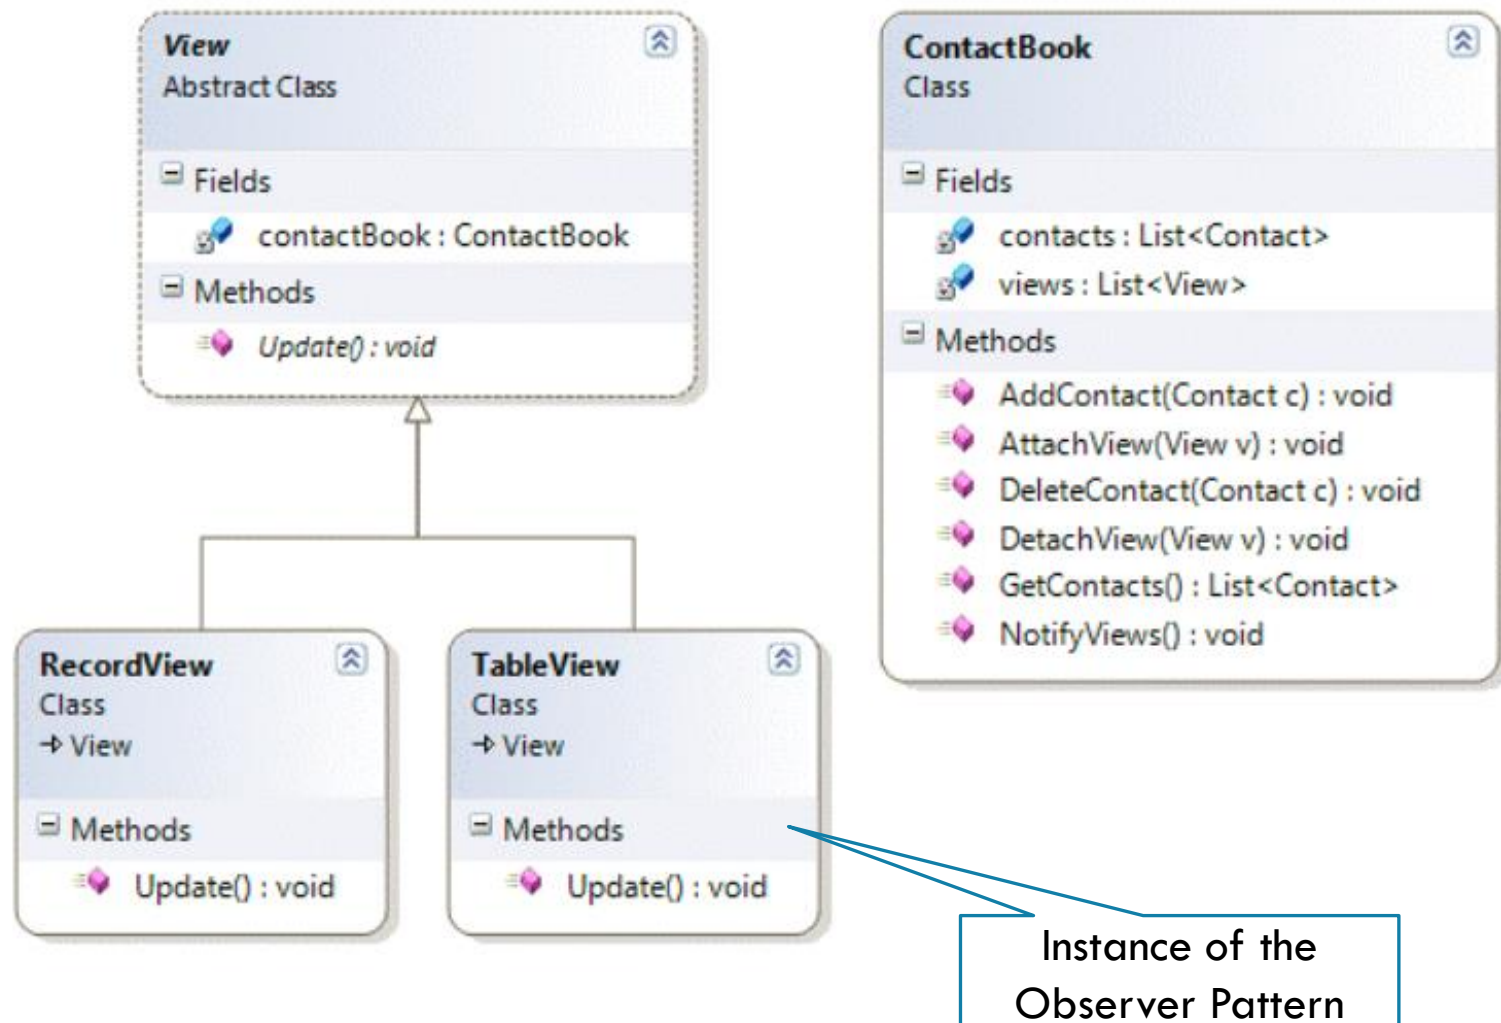 View
Abstract Class
Fields
contactBook : ContactBook
Methods
Update() : void
ContactBook
Class
Fields
contacts : List<Contact>
views : List<View>
Methods
AddContact(Contact c) : void
AttachView(View v) : void
DeleteContact(Contact c) : void
DetachView(View v) : void
GetContacts() : List<Contact>
NotifyViews() : void
RecordView
Class
View
Methods
Update() : void
TableView
Class
View
Methods
Update() : void
Instance of the
Observer Pattern